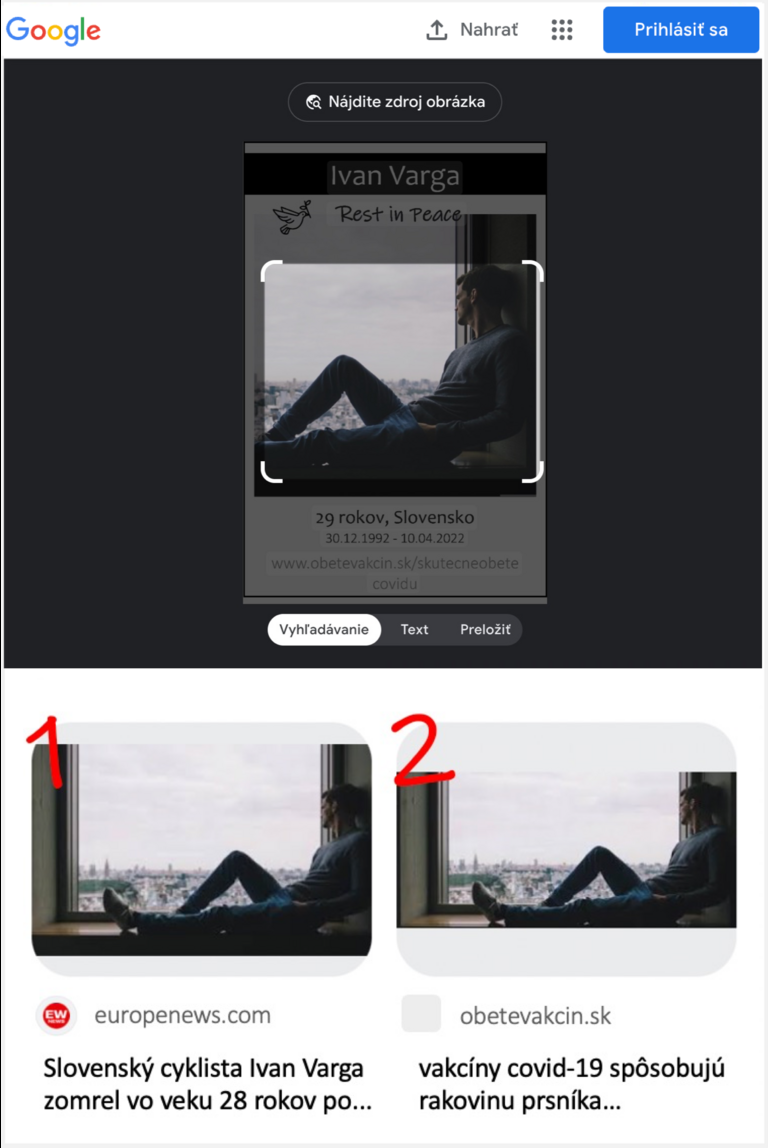 Google
Nahrať
Prihlásiť sa
Nájdite zdroj obrázka
Ivan Varga
Rest in Peace
29 rokov, Slovensko
30.12.1992 - 10.04.2022
www.obetevakcin.sk/skutecneobete
covidu
Vyhľadávanie
Text
Preložiť
1
2
EW
NEWS
europenews.com
obetevakcin.sk
Slovenský cyklista Ivan Varga
zomrel vo veku 28 rokov po...
vakcíny covid-19 spôsobujú
rakovinu prsníka...